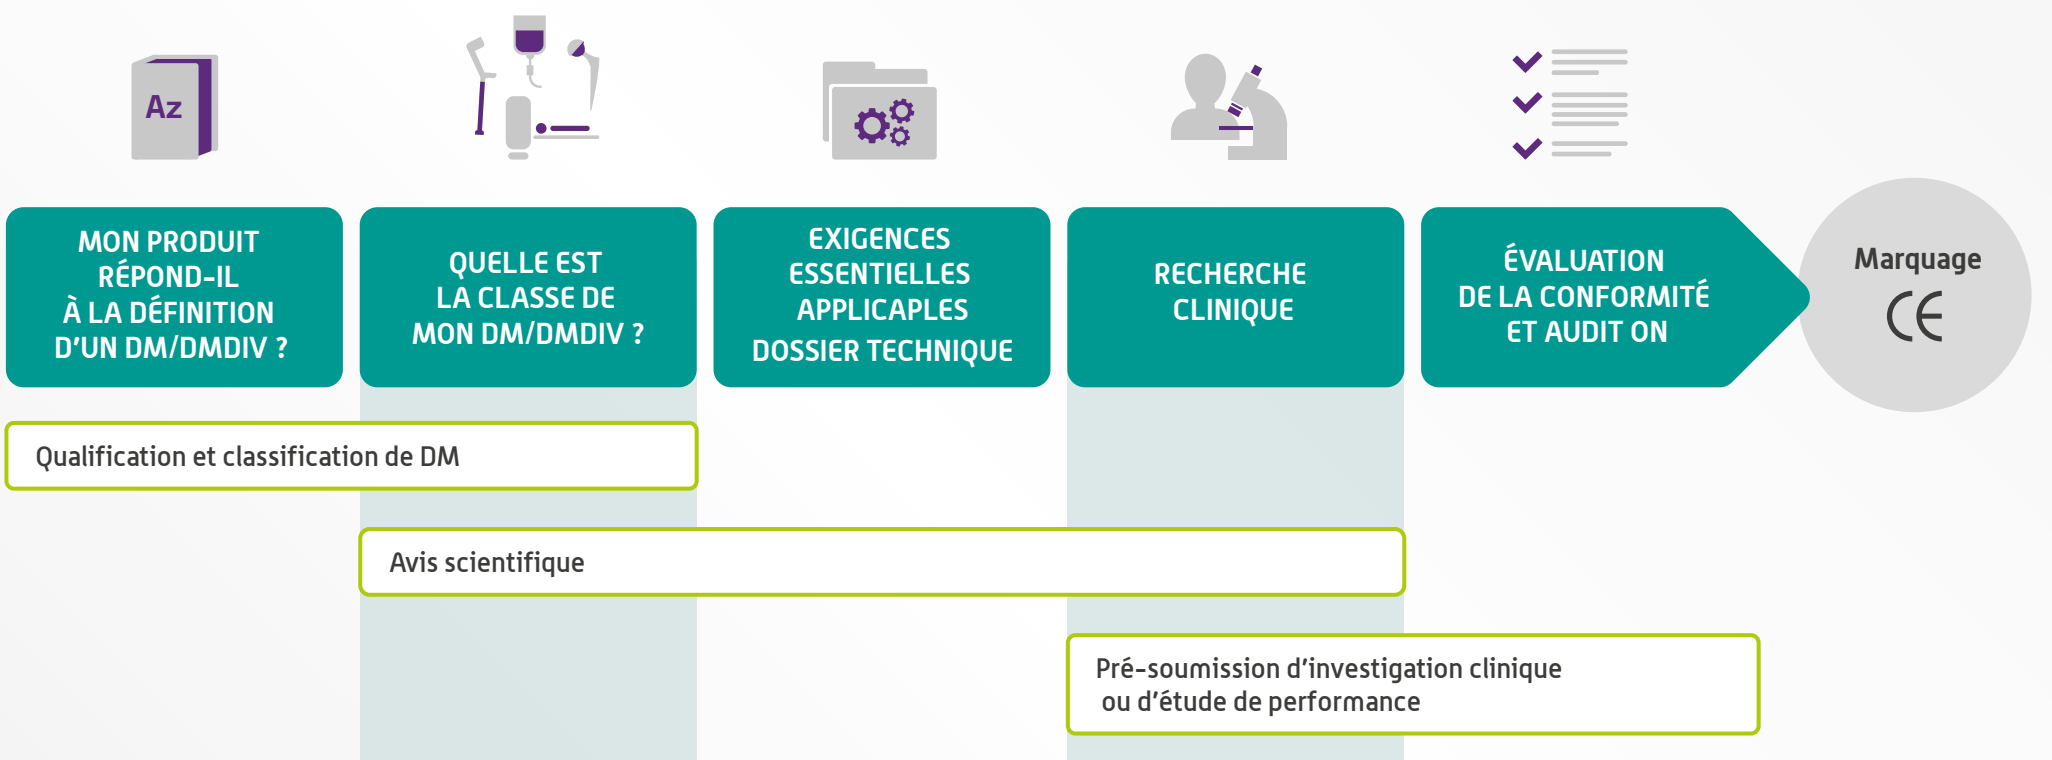 Az
MON PRODUIT
RÉPOND-IL
À LA DÉFINITION
D'UN DM/DMDIV ?
QUELLE EST
LA CLASSE DE
MON DM/DMDIV ?
EXIGENCES
ESSENTIELLES
APPLICAPLES
DOSSIER TECHNIQUE
RECHERCHE
CLINIQUE
ÉVALUATION
DE LA CONFORMITÉ
ET AUDIT ON
Marquage
CE
Qualification et classification de DM
Avis scientifique
Pré-soumission d'investigation clinique
ou d'étude de performance